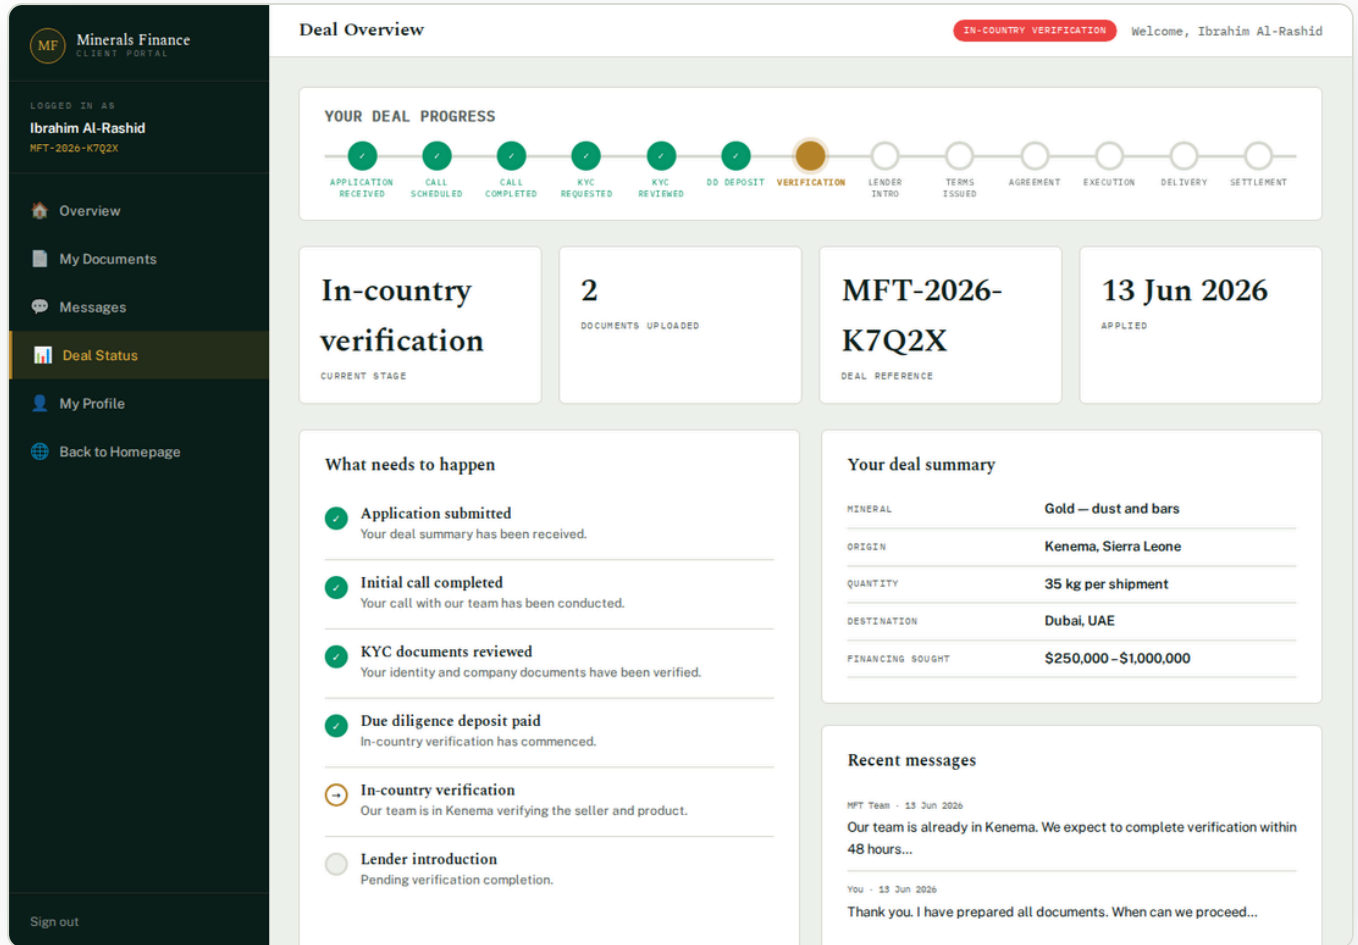 MF
Minerals Finance
CLIENT PORTAL
LOGGED IN AS
Ibrahim Al-Rashid
MFT-2026-K7Q2X
Overview
My Documents
Messages
Deal Status
My Profile
Back to Homepage
Sign out
Deal Overview
IN-COUNTRY VERIFICATION
Welcome, Ibrahim Al-Rashid
YOUR DEAL PROGRESS
APPLICATION RECEIVED
CALL SCHEDULED
CALL COMPLETED
KYC REQUESTED
KYC REVIEWED
DD DEPOSIT
VERIFICATION
LENDER INTRO
TERMS ISSUED
AGREEMENT
EXECUTION
DELIVERY
SETTLEMENT
In-country
verification
CURRENT STAGE
2
DOCUMENTS UPLOADED
MFT-2026-
K7Q2X
DEAL REFERENCE
13 Jun 2026
APPLIED
What needs to happen
Application submitted
Your deal summary has been received.
Initial call completed
Your call with our team has been conducted.
KYC documents reviewed
Your identity and company documents have been verified.
Due diligence deposit paid
In-country verification has commenced.
In-country verification
Our team is in Kenema verifying the seller and product.
Lender introduction
Pending verification completion.
Your deal summary
MINERAL Gold — dust and bars
ORIGIN Kenema, Sierra Leone
QUANTITY 35 kg per shipment
DESTINATION Dubai, UAE
FINANCING SOUGHT $250,000–$1,000,000
Recent messages
MFT Team · 13 Jun 2026
Our team is already in Kenema. We expect to complete verification within
48 hours...
You · 13 Jun 2026
Thank you. I have prepared all documents. When can we proceed...